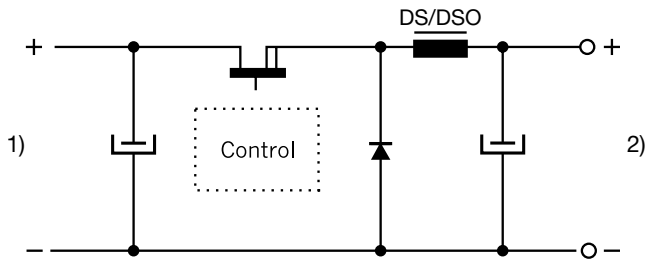 DS/DSO
+ +
1) Control 2)
− −